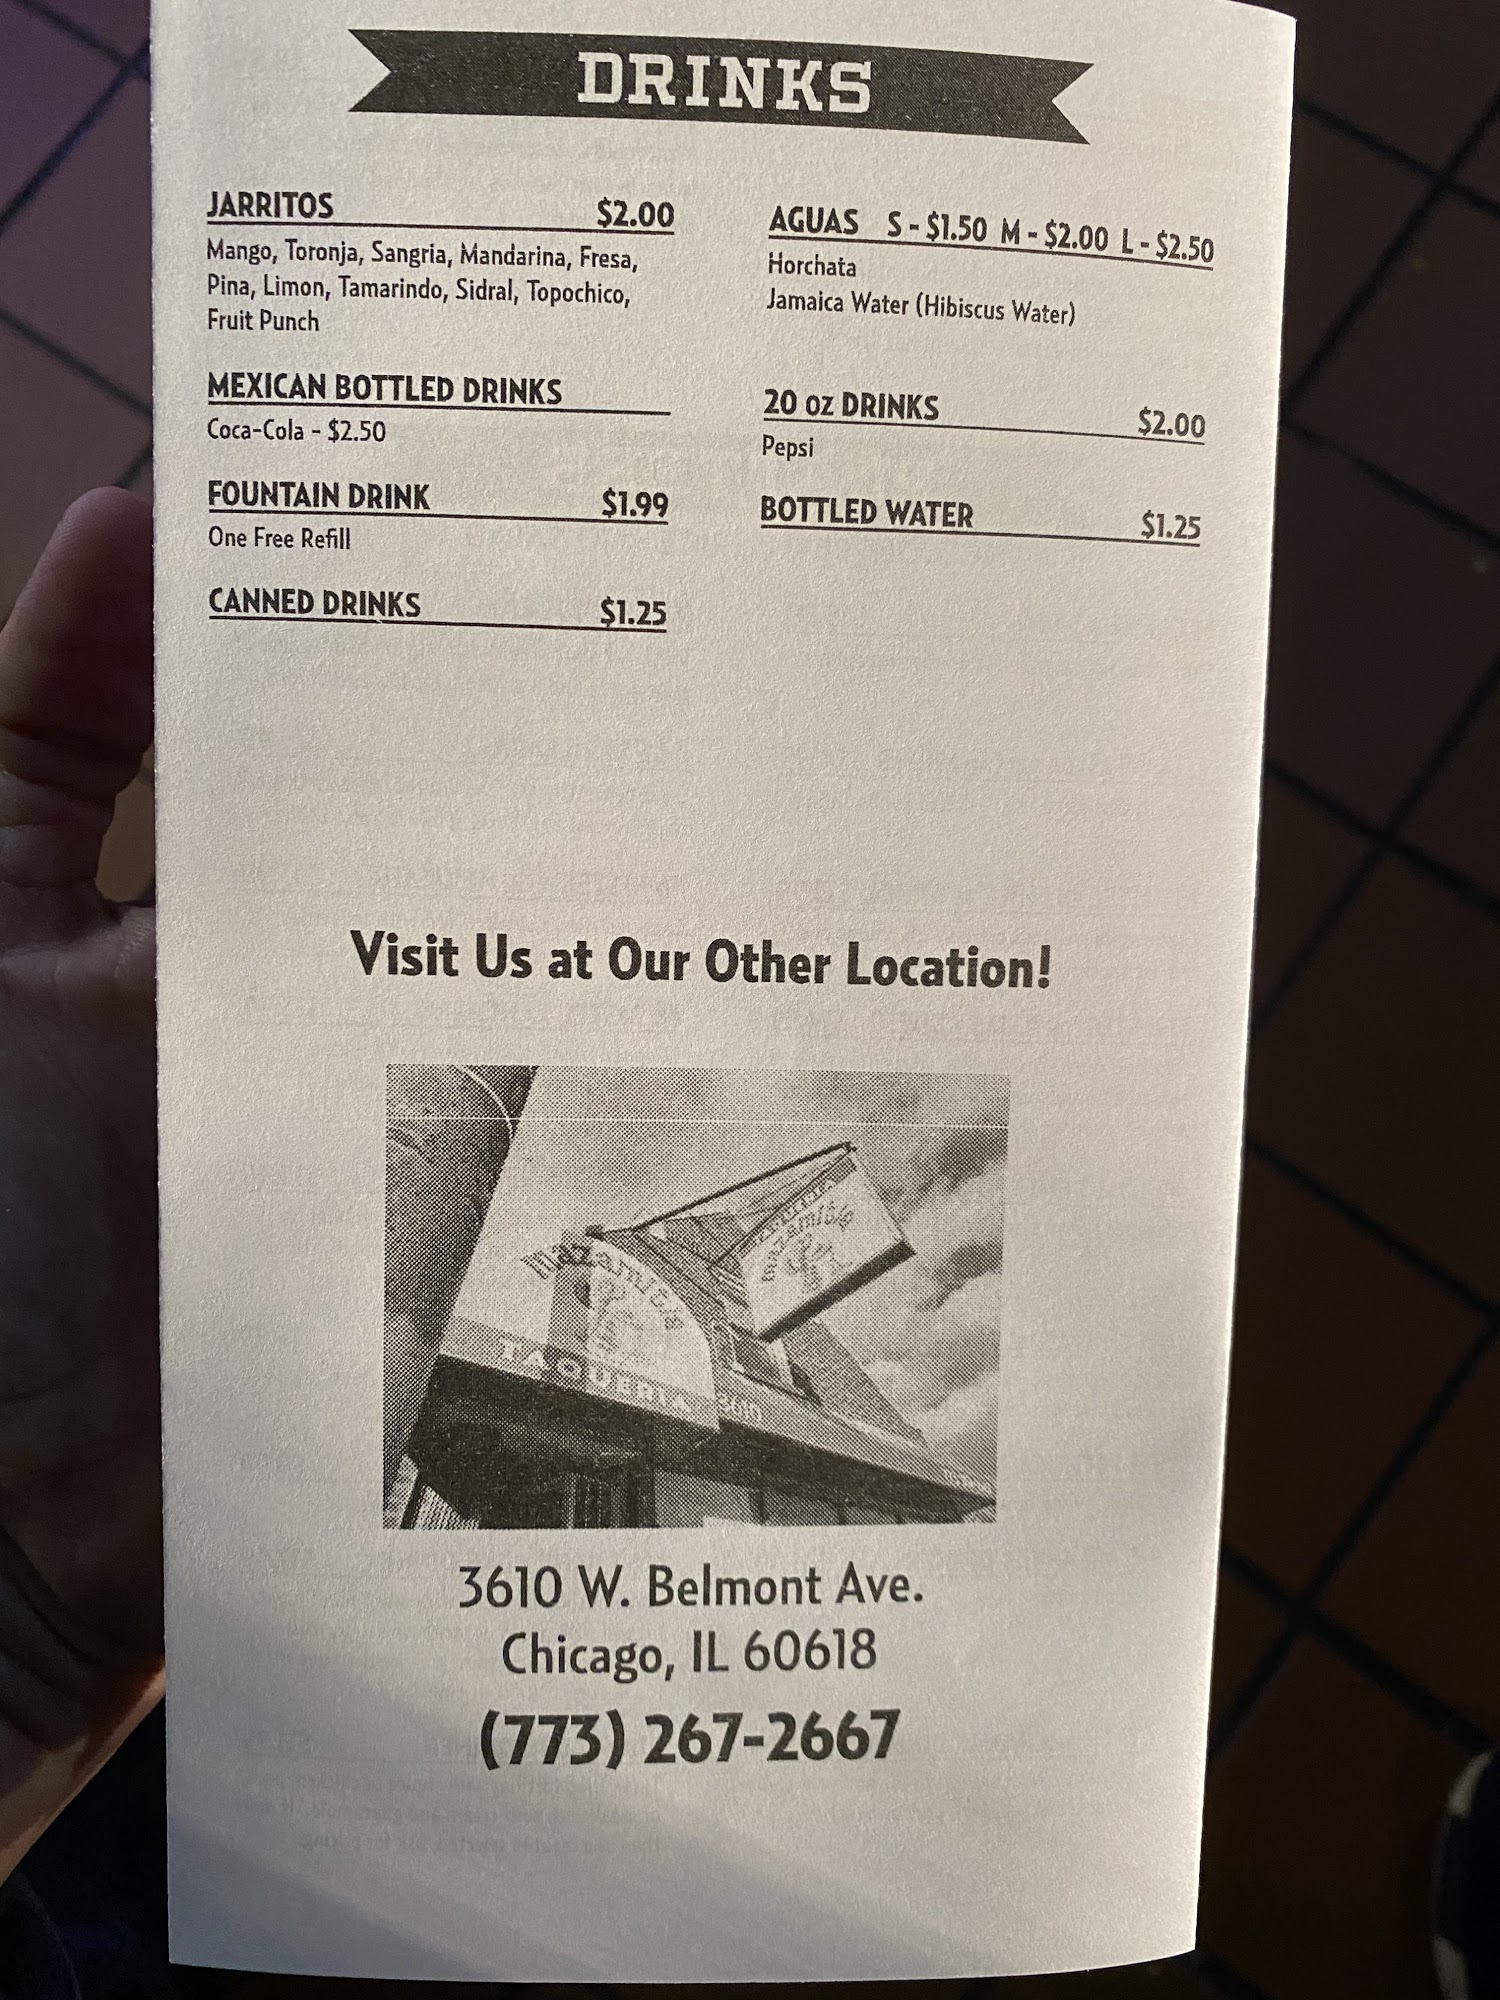 DRINKS
JARRITOS $2.00
Mango, Toronja, Sangria, Mandarina, Fresa,
Pina, Limon, Tamarindo, Sidral, Topochico,
Fruit Punch
MEXICAN BOTTLED DRINKS
Coca-Cola - $2.50
FOUNTAIN DRINK $1.99
One Free Refill
CANNED DRINKS $1.25
AGUAS S - $1.50 M - $2.00 L - $2.50
Horchata
Jamaica Water (Hibiscus Water)
20 oz DRINKS $2.00
Pepsi
BOTTLED WATER $1.25
Visit Us at Our Other Location!
TAQUERIA
3610
3610 W. Belmont Ave.
Chicago, IL 60618
(773) 267-2667